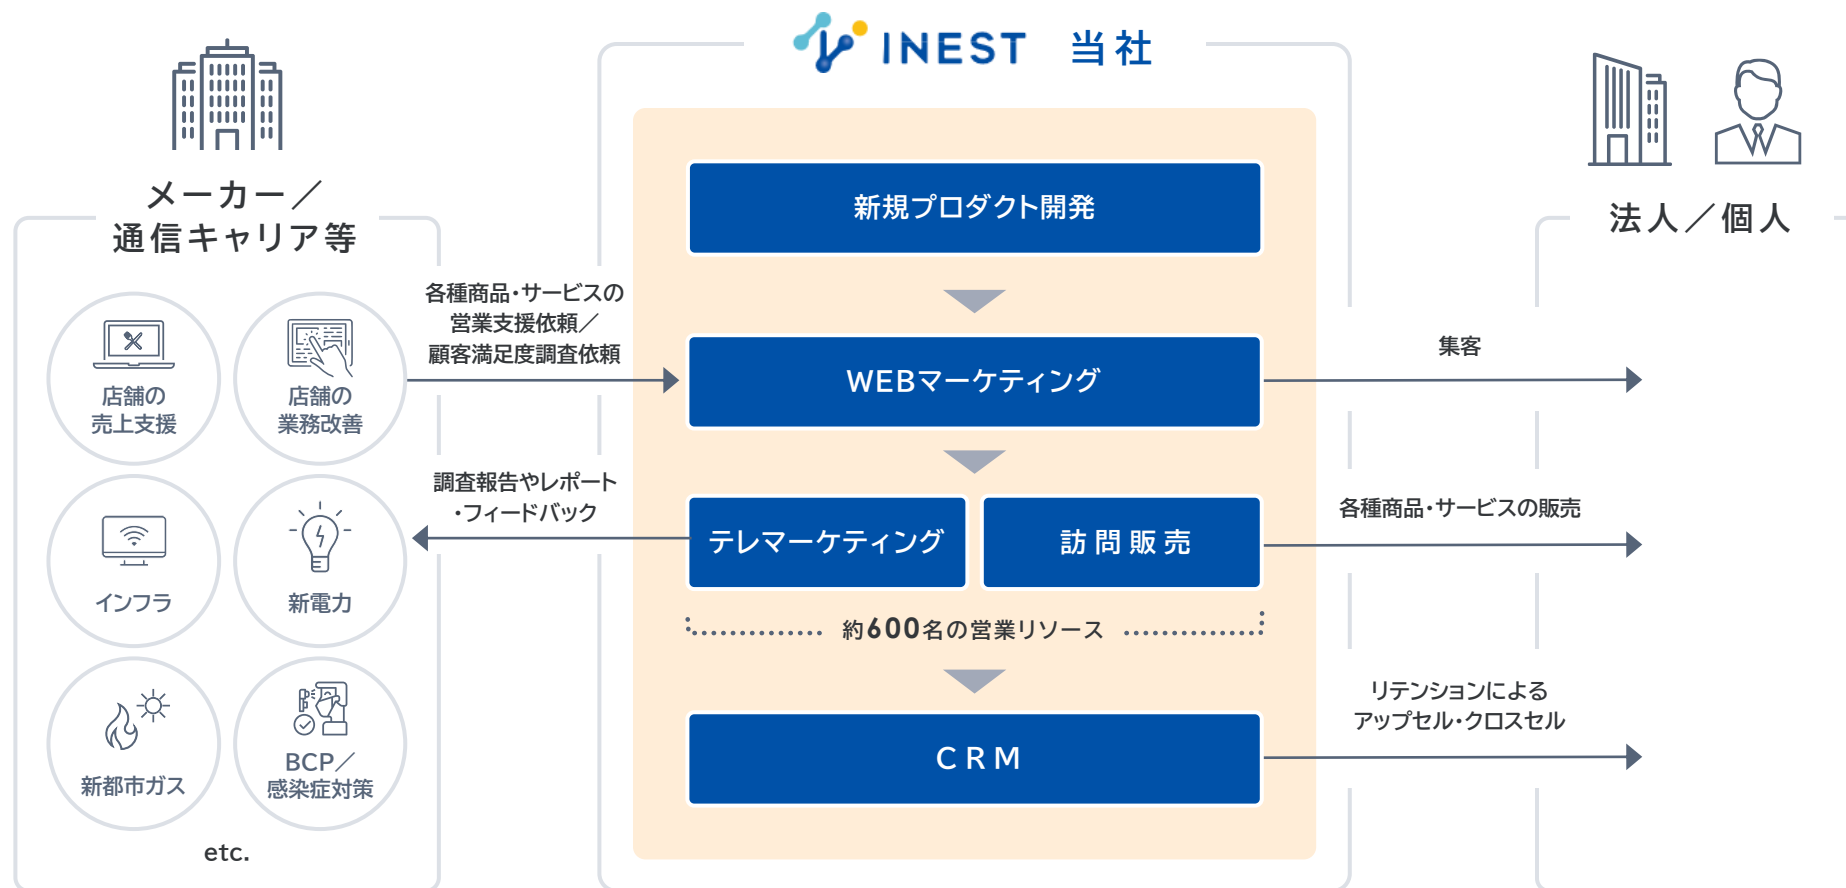 INEST 当社
メーカー／
通信キャリア等
店舗の
売上支援
店舗の
業務改善
インフラ
新電力
新都市ガス
BCP／
感染症対策
etc.
各種商品・サービスの
営業支援依頼／
顧客満足度調査依頼
調査報告やレポート
・フィードバック
新規プロダクト開発
WEBマーケティング
テレマーケティング
訪問販売
約600名の営業リソース
CRM
集客
各種商品・サービスの販売
リテンションによる
アップセル・クロスセル
法人／個人